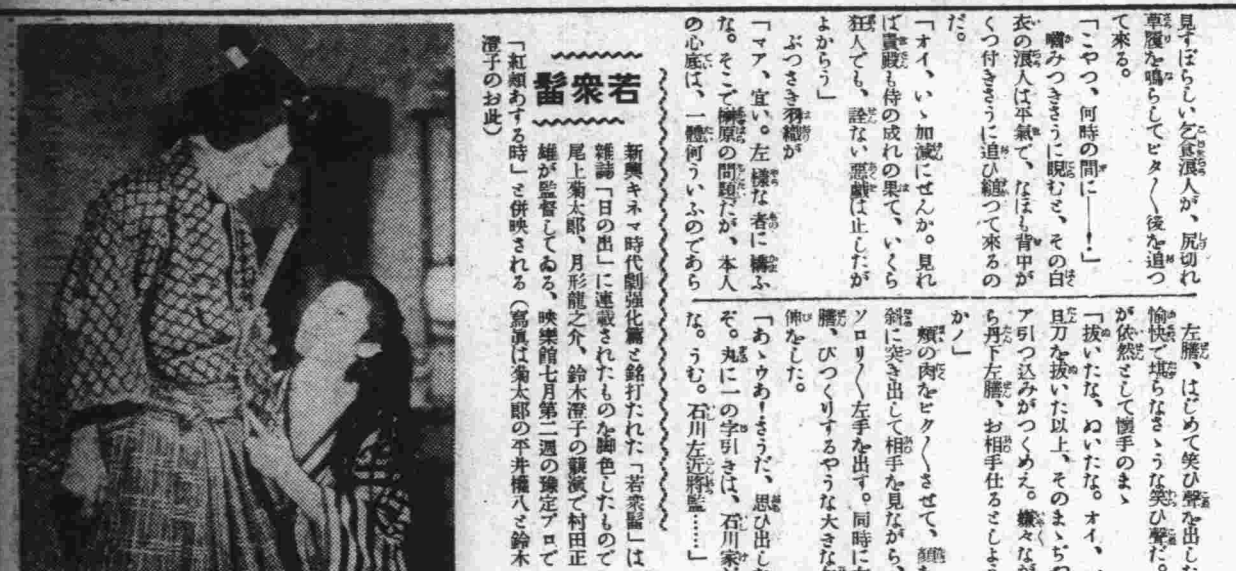 見すぼらしい乞食浪人が、尻切れ
草履を鳴らしてピタ〳〵後を追つ
て來る。
「こやつ、何時の間に――！」
嚙みつきさうに睨むと、その白
衣の浪人は平氣で、なほも背中が
くつ付きさうに追ひ縋つて來るの
だ。
「オイ、いゝ加減にせんか。見れ
ば貴殿も侍の成れの果て、いくら
狂人でも、詮ない惡戯は止したが
よからう」
ぶつさき羽織が
「マア、宜い。左樣な者に構ふ
な。そこで榊原の問題だが、本人
の心底は、一體何ういふのであら
左膳、はじめて笑ひ聲を出し
愉快で堪らなさゝうな笑ひ聲だ。
が依然として懷手のまゝ
「拔いたな、ぬいたな。オイ、
旦刀を拔いた以上、そのまゝぢや
ア引つ込みがつくめえ。嫌々なが
ら丹下左膳、お相手仕るとしよう
かノ」
頰の肉をピク〳〵させて、顏
斜に突き出して相手を見ながら、
ソロリ〳〵左手を出す。同時に
膳、びつくりするやうな大きな
伸をした。
「あゝうあ！さうだ、思ひ出し
ぞ。丸に一の字引きは、石川家
な。うむ。石川左近將監……」
若衆髷
新興キネマ時代劇強化篇と銘打たれた「若衆髷」は
雜誌「日の出」に連載されたものを脚色したもので
尾上菊太郎、月形龍之介、鈴木澄子の競演で村田正
雄が監督してゐる、映樂館七月第二週の豫定プロで
「紅頰あする時」と併映される（寫眞は菊太郎の平井權八と鈴木
澄子のお此）